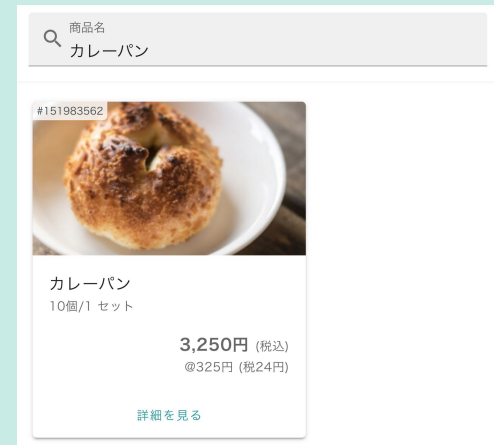 商品名
カレーパン
#151983562
カレーパン
10個/1 セット
3,250円 (税込)
@325円 (税24円)
詳細を見る